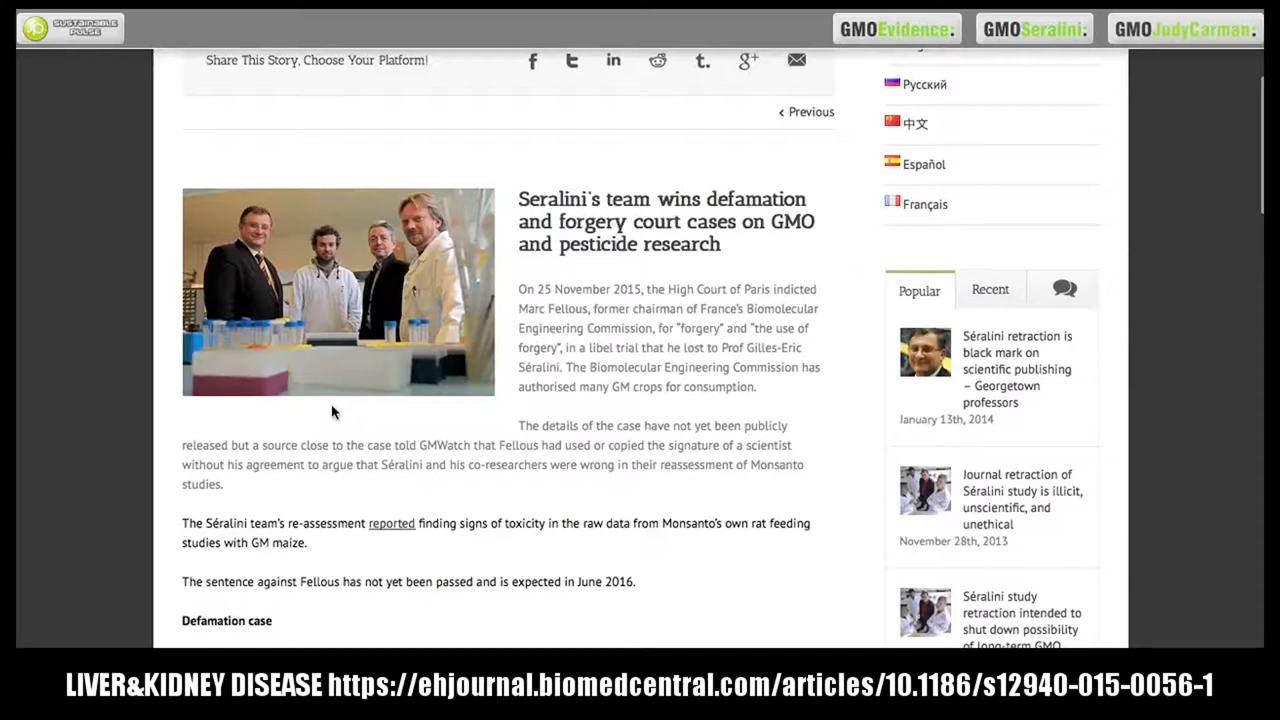 SUSTAINABLE
PULSE
GMOEvidence.
GMOSeralini.
GMOJudyCarman.
Share This Story, Choose Your Platform!
‹ Previous
Русский
中文
Español
Français
Seralini's team wins defamation
and forgery court cases on GMO
and pesticide research
On 25 November 2015, the High Court of Paris indicted
Marc Fellous, former chairman of France's Biomolecular
Engineering Commission, for "forgery" and "the use of
forgery", in a libel trial that he lost to Prof Gilles-Eric
Séralini. The Biomolecular Engineering Commission has
authorised many GM crops for consumption.
The details of the case have not yet been publicly
released but a source close to the case told GMWatch that Fellous had used or copied the signature of a scientist
without his agreement to argue that Séralini and his co-researchers were wrong in their reassessment of Monsanto
studies.
The Séralini team's re-assessment reported finding signs of toxicity in the raw data from Monsanto's own rat feeding
studies with GM maize.
The sentence against Fellous has not yet been passed and is expected in June 2016.
Defamation case
Popular
Recent
Séralini retraction is
black mark on
scientific publishing
– Georgetown
professors
January 13th, 2014
Journal retraction of
Séralini study is illicit,
unscientific, and
unethical
November 28th, 2013
Séralini study
retraction intended to
shut down possibility
of long-term GMO
LIVER&KIDNEY DISEASE https://ehjournal.biomedcentral.com/articles/10.1186/s12940-015-0056-1